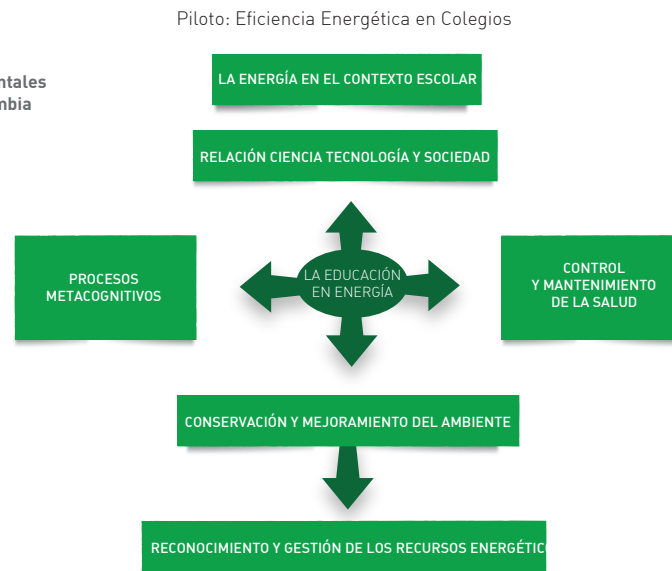 Piloto: Eficiencia Energética en Colegios
ntales
mbia
LA ENERGÍA EN EL CONTEXTO ESCOLAR
RELACIÓN CIENCIA TECNOLOGÍA Y SOCIEDAD
PROCESOS
METACOGNITIVOS
LA EDUCACIÓN
EN ENERGÍA
CONTROL
Y MANTENIMIENTO
DE LA SALUD
CONSERVACIÓN Y MEJORAMIENTO DEL AMBIENTE
RECONOCIMIENTO Y GESTIÓN DE LOS RECURSOS ENERGÉTIC